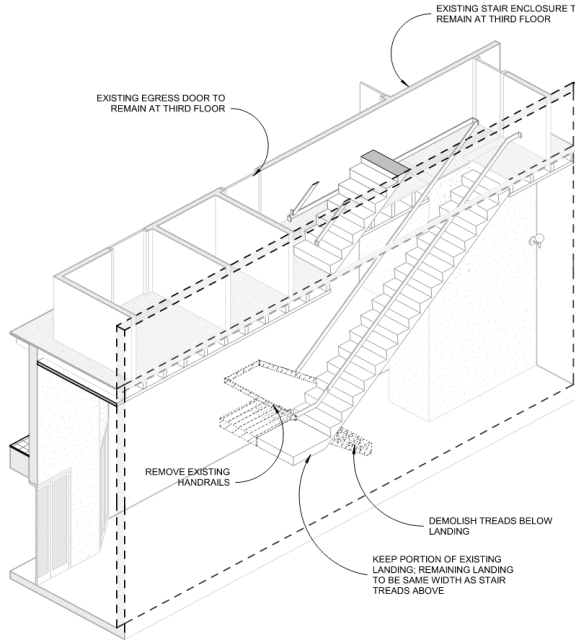 EXISTING STAIR ENCLOSURE T
REMAIN AT THIRD FLOOR
EXISTING EGRESS DOOR TO
REMAIN AT THIRD FLOOR
REMOVE EXISTING
HANDRAILS
DEMOLISH TREADS BELOW
LANDING
KEEP PORTION OF EXISTING
LANDING; REMAINING LANDING
TO BE SAME WIDTH AS STAIR
TREADS ABOVE